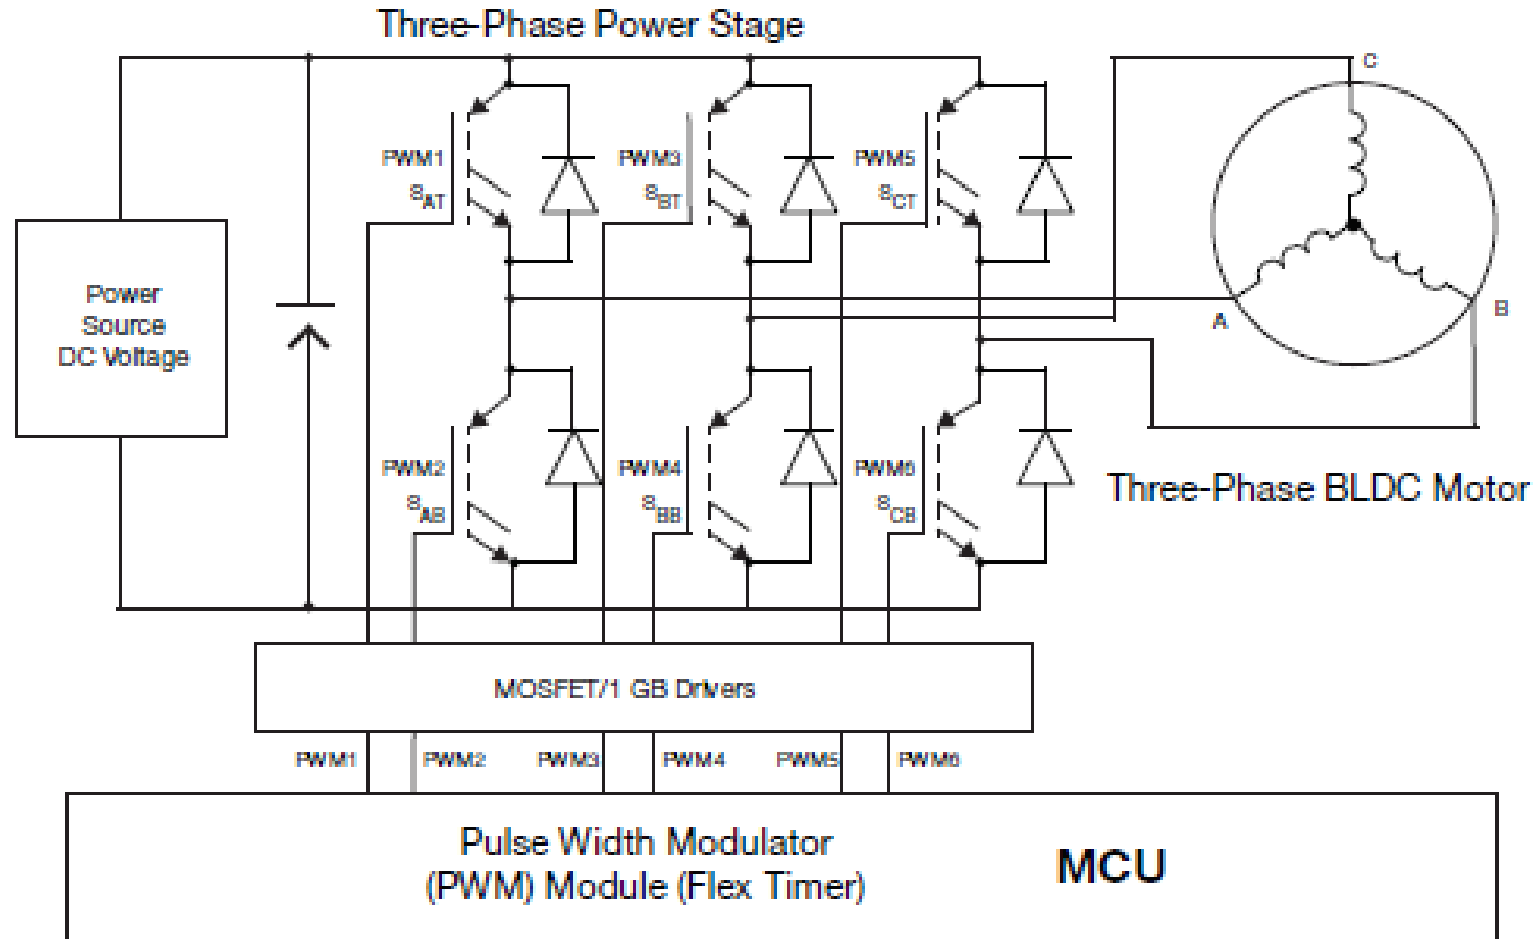 Three-Phase Power Stage
C
PWM1
SAT
PWM3
SBT
PWM5
SCT
Power
Source
DC Voltage
A
B
PWM2
SAB
PWM4
SBB
PWM6
SCB
Three-Phase BLDC Motor
MOSFET/1 GB Drivers
PWM1
PWM2
PWM3
PWM4
PWM5
PWM6
Pulse Width Modulator
(PWM) Module (Flex Timer)
MCU